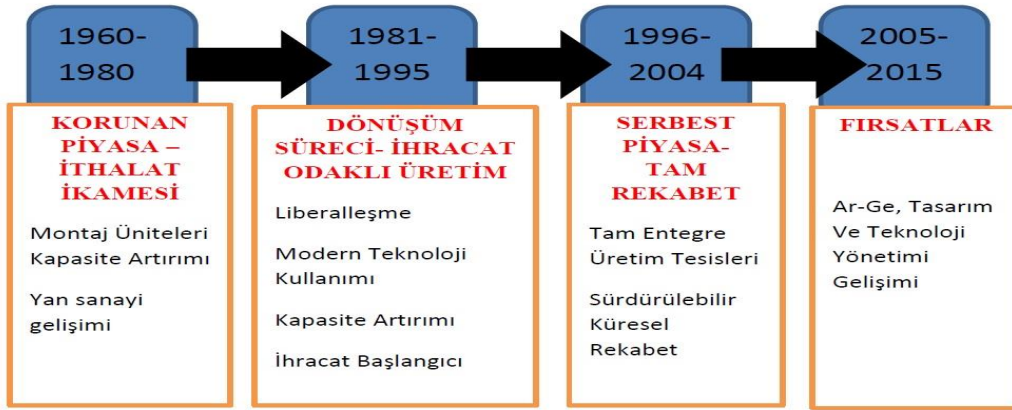 1960-
1980
1981-
1995
1996-
2004
2005-
2015
KORUNAN
PİYASA –
İTHALAT
İKAMESİ
Montaj Üniteleri
Kapasite Artırımı
Yan sanayi
gelişimi
DÖNÜŞÜM
SÜRECİ- İHRACAT
ODAKLI ÜRETİM
Liberalleşme
Modern Teknoloji
Kullanımı
Kapasite Artırımı
İhracat Başlangıcı
SERBEST
PİYASA-
TAM
REKABET
Tam Entegre
Üretim Tesisleri
Sürdürülebilir
Küresel
Rekabet
FIRSATLAR
Ar-Ge, Tasarım
Ve Teknoloji
Yönetimi
Gelişimi